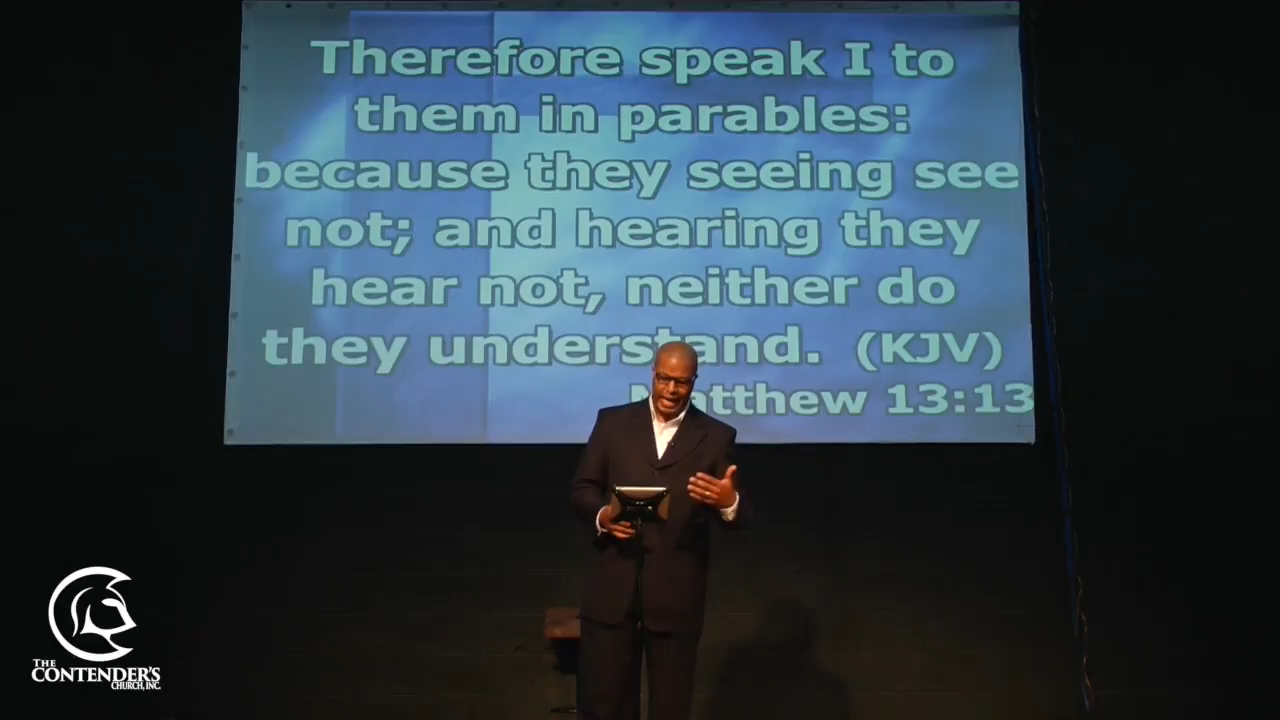 Therefore speak I to
them in parables:
because they seeing see
not; and hearing they
hear not, neither do
they understand. (KJV)
Matthew 13:13
THE
CONTENDER'S
CHURCH, INC.